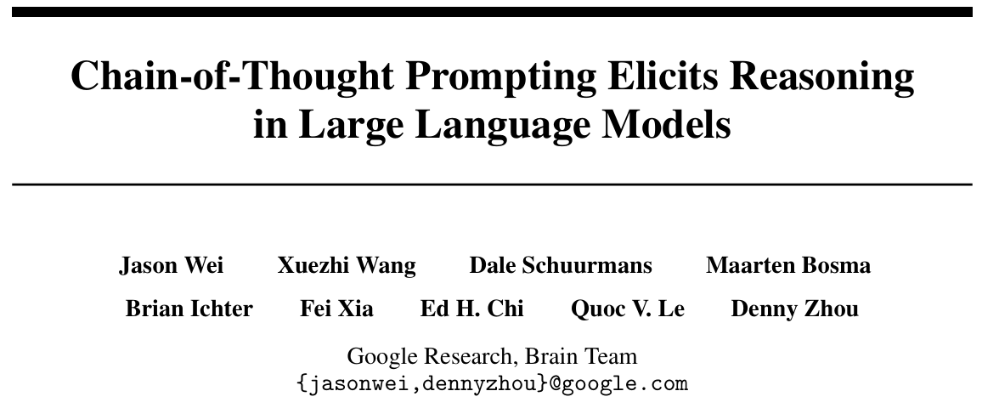 Chain-of-Thought Prompting Elicits Reasoning
in Large Language Models
Jason Wei Xuezhi Wang Dale Schuurmans Maarten Bosma
Brian Ichter Fei Xia Ed H. Chi Quoc V. Le Denny Zhou
Google Research, Brain Team
{jasonwei,dennyzhou}@google.com